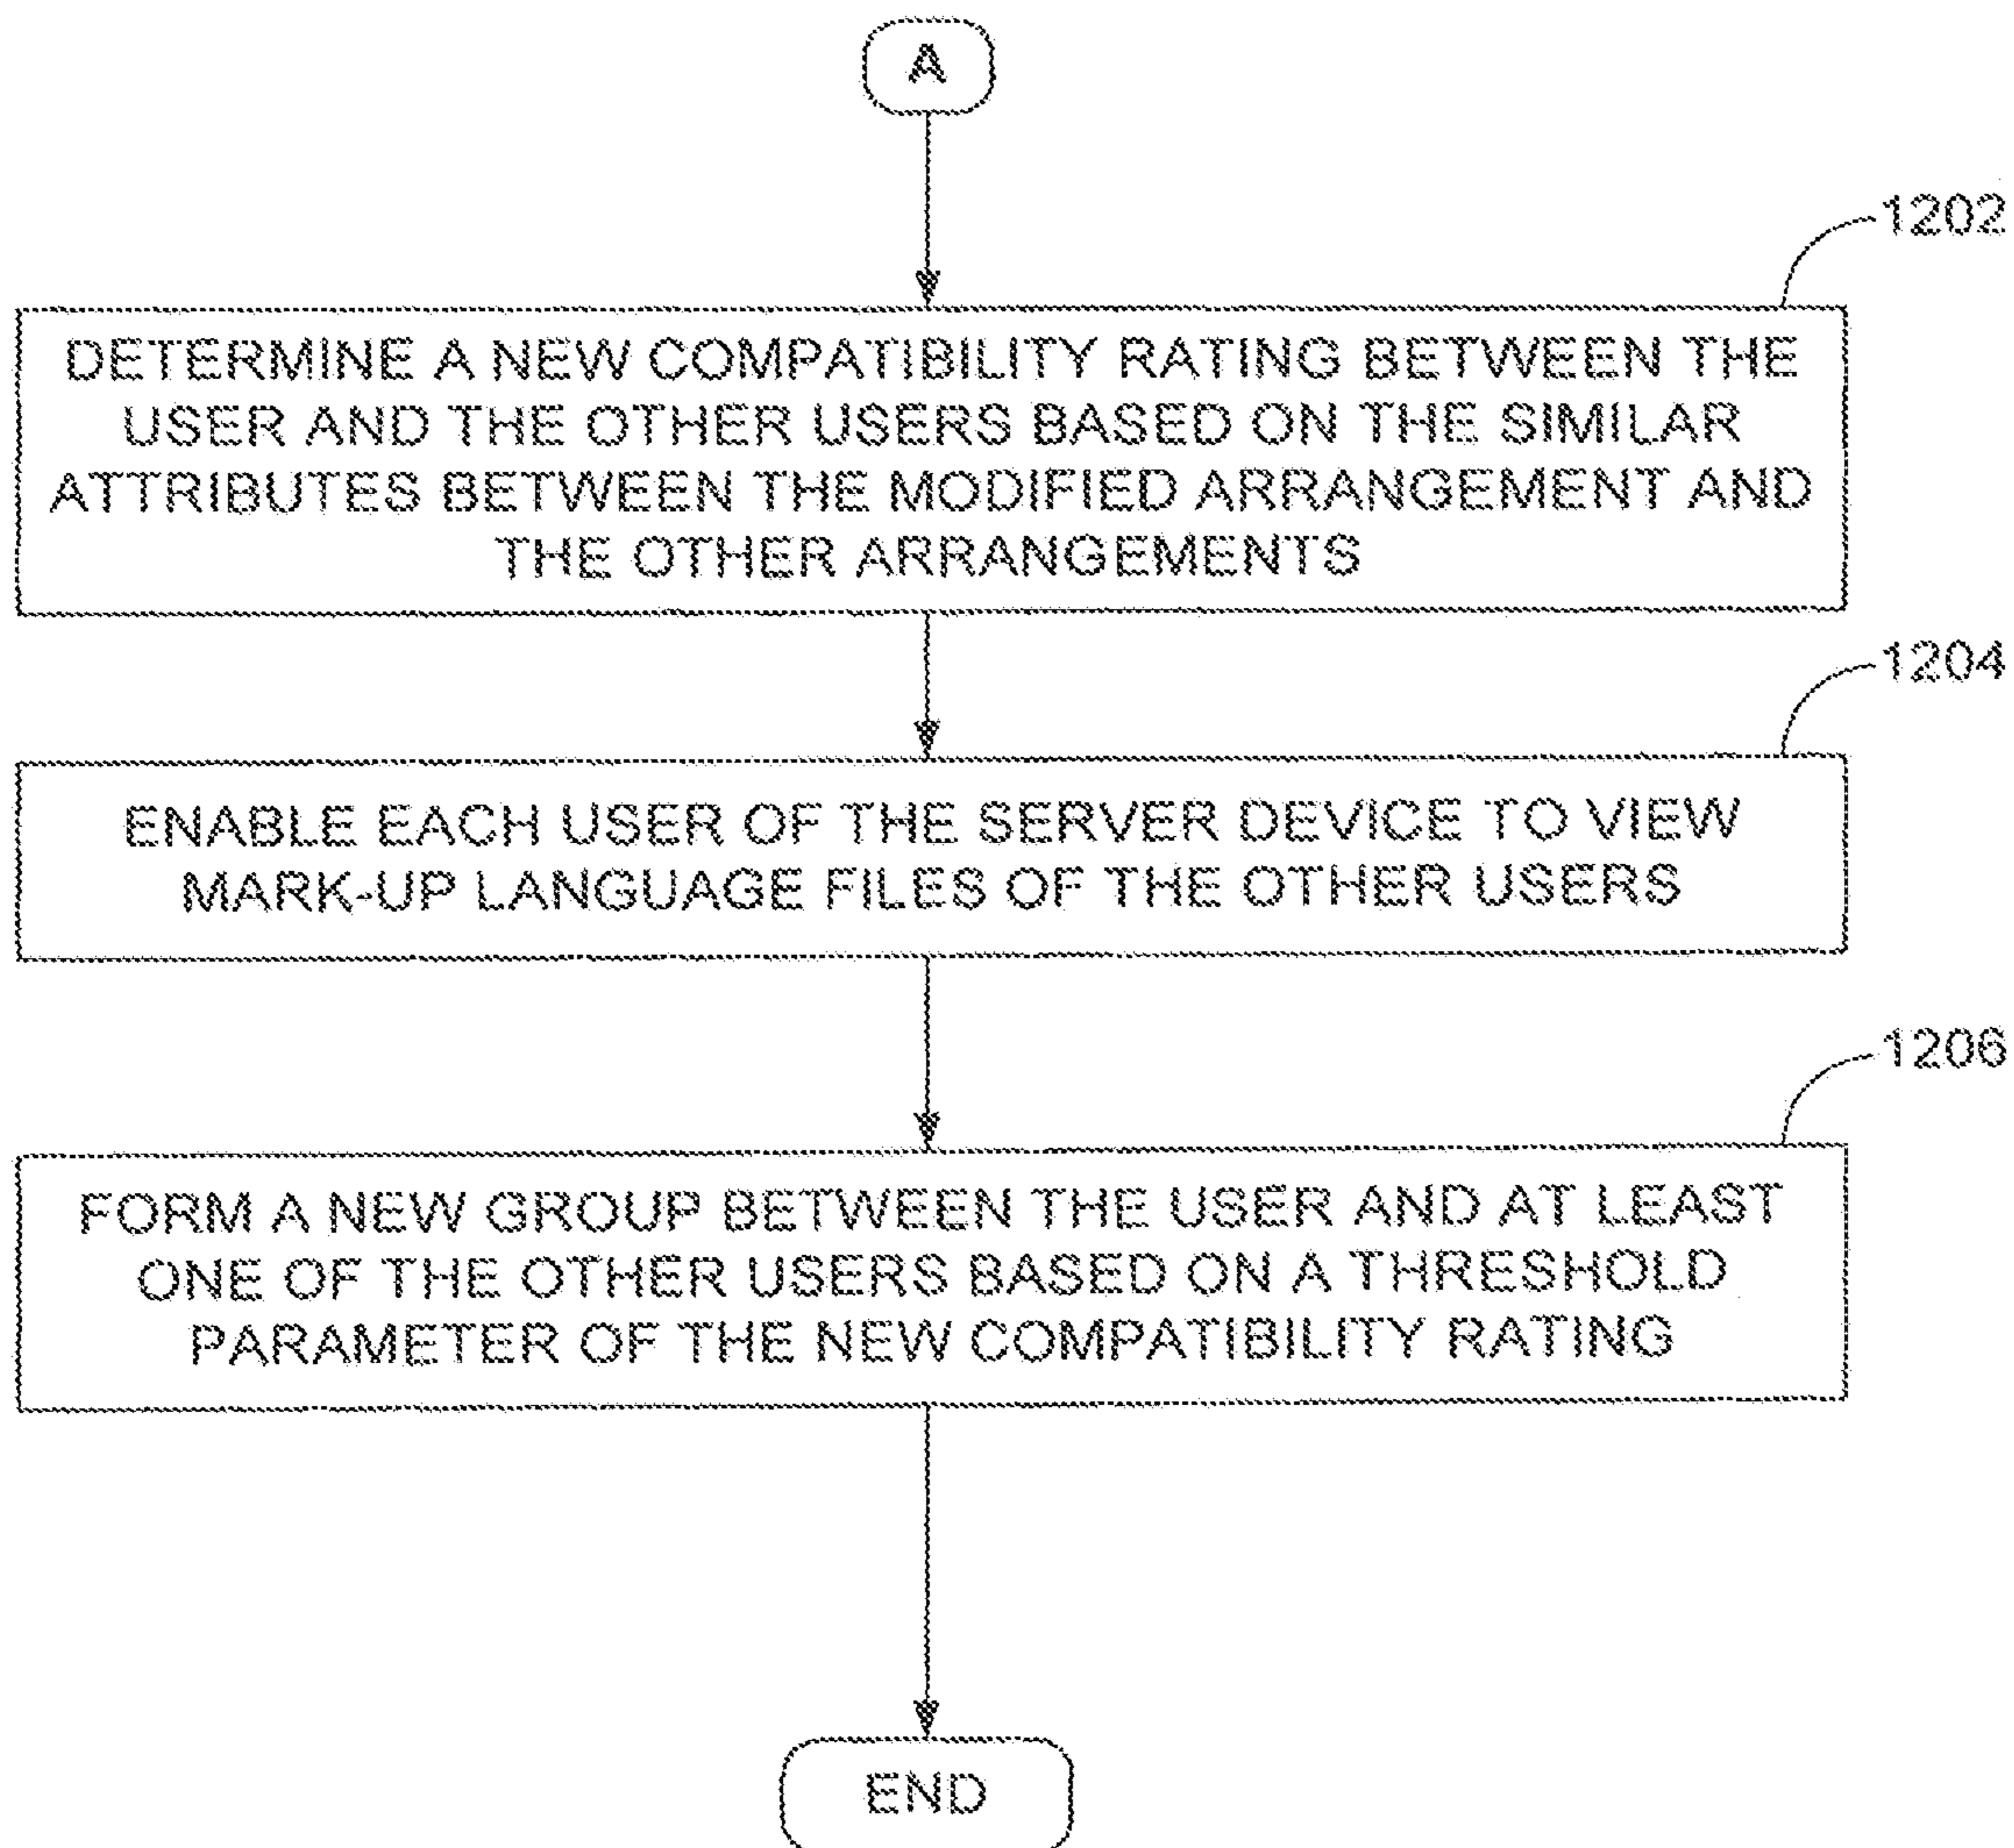 A
1202
DETERMINE A NEW COMPATIBILITY RATING BETWEEN THE
USER AND THE OTHER USERS BASED ON THE SIMILAR
ATTRIBUTES BETWEEN THE MODIFIED ARRANGEMENT AND
THE OTHER ARRANGEMENTS
1204
ENABLE EACH USER OF THE SERVER DEVICE TO VIEW
MARK-UP LANGUAGE FILES OF THE OTHER USERS
1206
FORM A NEW GROUP BETWEEN THE USER AND AT LEAST
ONE OF THE OTHER USERS BASED ON A THRESHOLD
PARAMETER OF THE NEW COMPATIBILITY RATING
END